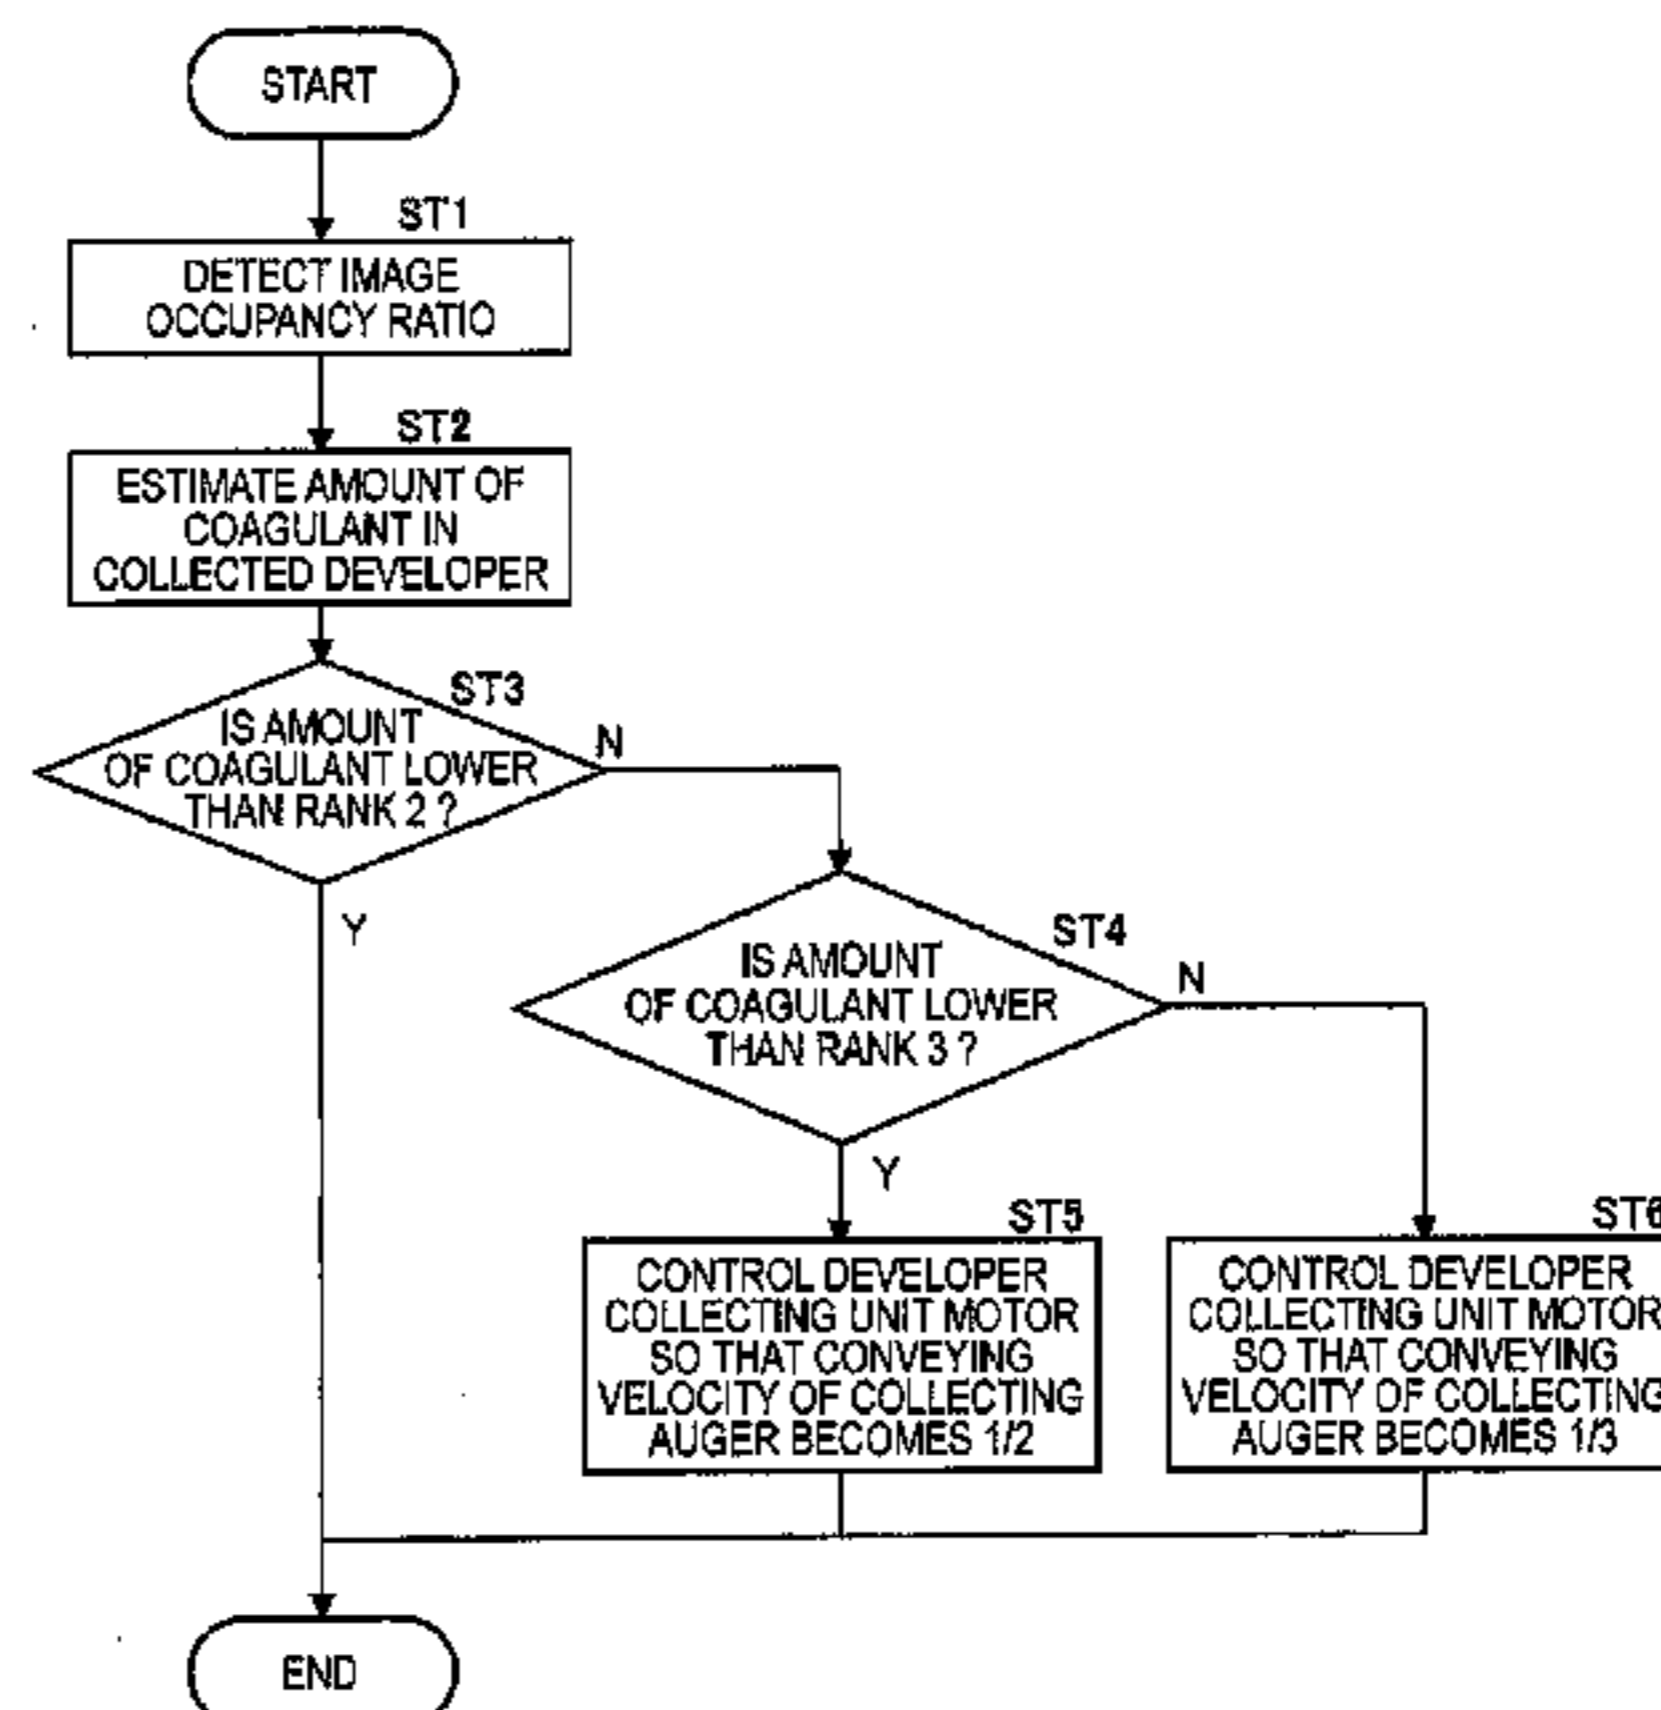 START
ST1
DETECT IMAGE
OCCUPANCY RATIO
ST2
ESTIMATE AMOUNT OF
COAGULANT IN
COLLECTED DEVELOPER
ST3
IS AMOUNT
OF COAGULANT LOWER
THAN RANK 2 ?
N
Y
ST4
IS AMOUNT
OF COAGULANT LOWER
THAN RANK 3 ?
N
Y
ST5
CONTROL DEVELOPER
COLLECTING UNIT MOTOR
SO THAT CONVEYING
VELOCITY OF COLLECTING
AUGER BECOMES 1/2
ST6
CONTROL DEVELOPER
COLLECTING UNIT MOTOR
SO THAT CONVEYING
VELOCITY OF COLLECTING
AUGER BECOMES 1/3
END